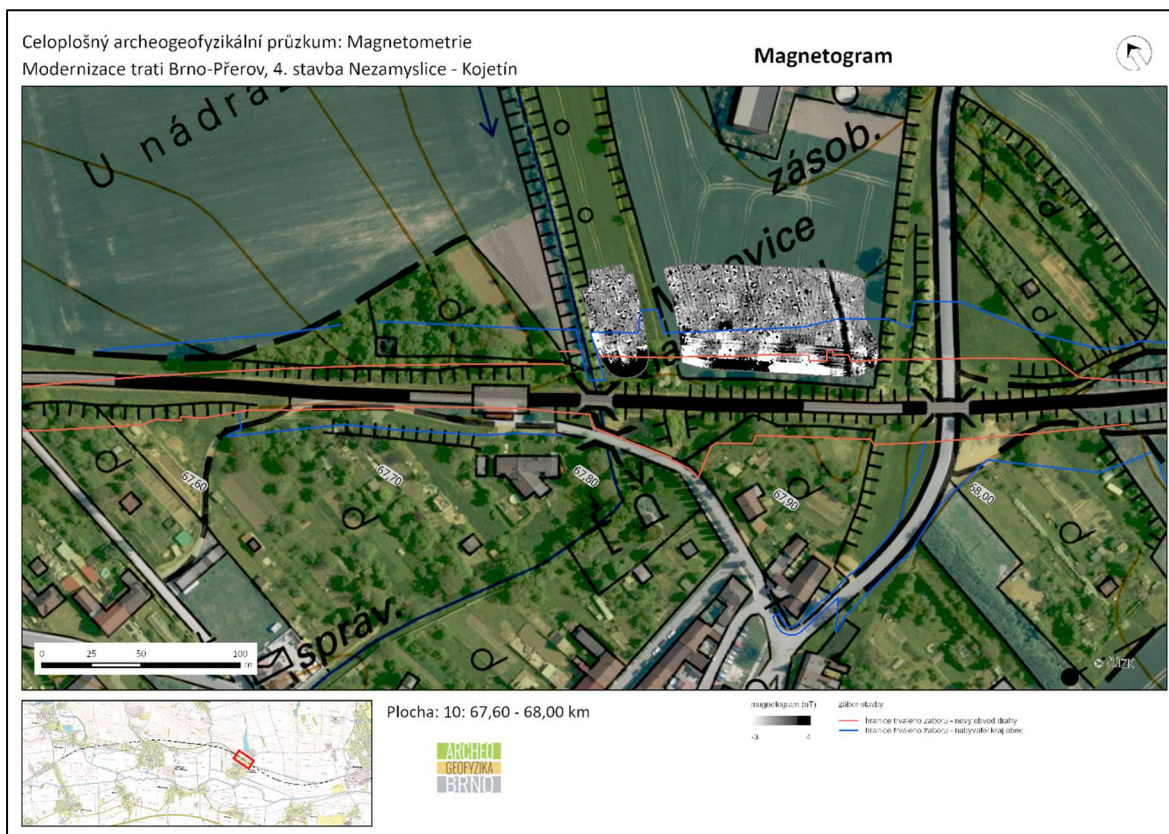 Celoplošný archeogeofyzikální průzkum: Magnetometrie
Modernizace trati Brno-Přerov, 4. stavba Nezamyslice - Kojetín
Magnetogram
U nádraž
zásob.
67,60
67,70
67,80
67,90
68,00
správ.
0 25 50 100
m
© ČÚZK
Plocha: 10: 67,60 - 68,00 km
magnetogram (nT)
-3 4
zábor stavby
hranice trvalého záboru - nový obvod dráhy
hranice trvalého záboru - nabyvatel kraj obec
ARCHEO
GEOFYZIKA
BRNO